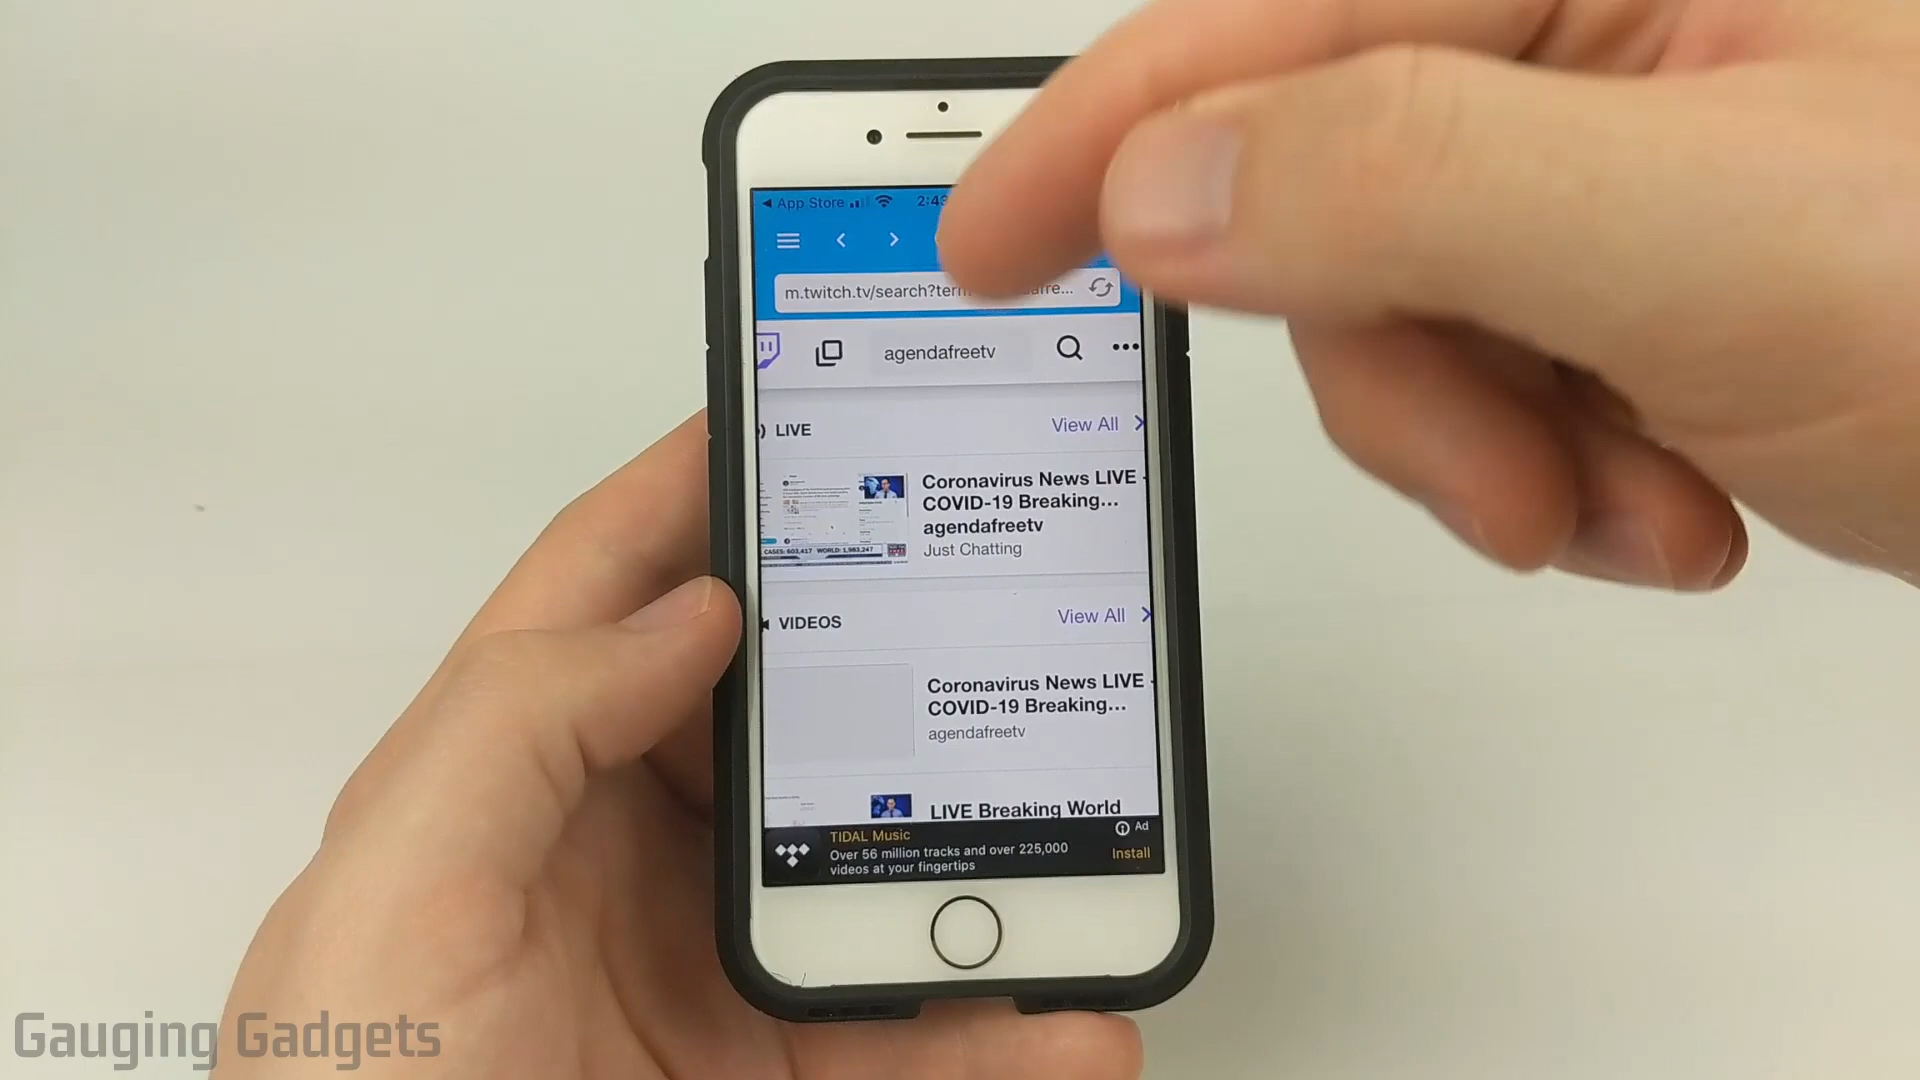 App Store
m.twitch.tv/search?term
agendafreetv
LIVE
View All
Coronavirus News LIVE -
COVID-19 Breaking...
agendafreetv
Just Chatting
CASES: 603,417 WORLD: 1,983,247
VIDEOS
View All
Coronavirus News LIVE -
COVID-19 Breaking...
agendafreetv
LIVE Breaking World
TIDAL Music
Ad
Over 56 million tracks and over 225,000
videos at your fingertips
Install
Gauging Gadgets